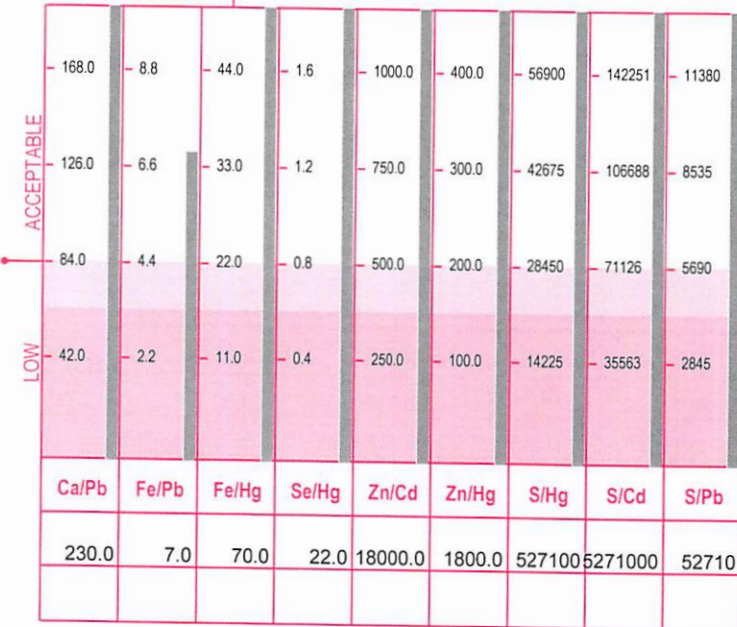 ACCEPTABLE
LOW
168.0 8.8 44.0 1.6 1000.0 400.0 56900 142251 11380
126.0 6.6 33.0 1.2 750.0 300.0 42675 106688 8535
84.0 4.4 22.0 0.8 500.0 200.0 28450 71126 5690
42.0 2.2 11.0 0.4 250.0 100.0 14225 35563 2845
Ca/Pb Fe/Pb Fe/Hg Se/Hg Zn/Cd Zn/Hg S/Hg S/Cd S/Pb
230.0 7.0 70.0 22.0 18000.0 1800.0 527100 5271000 52710